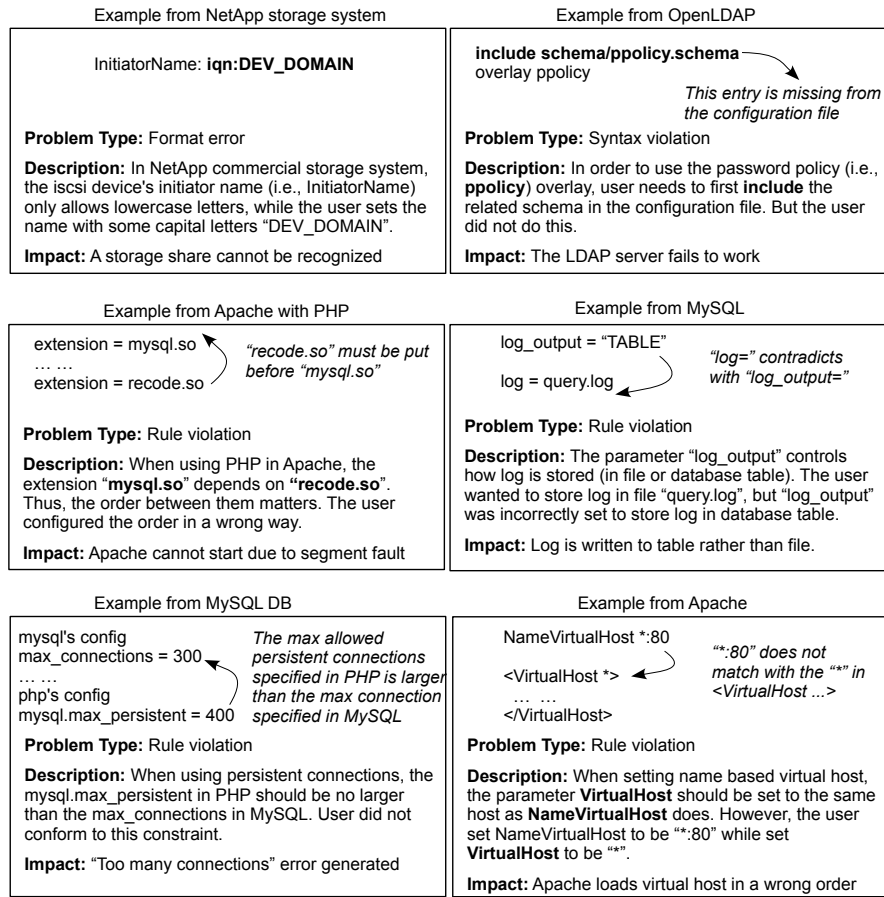 Example from NetApp storage system
InitiatorName: iqn:DEV_DOMAIN
Problem Type: Format error
Description: In NetApp commercial storage system,
the iscsi device's initiator name (i.e., InitiatorName)
only allows lowercase letters, while the user sets the
name with some capital letters “DEV_DOMAIN”.
Impact: A storage share cannot be recognized
Example from OpenLDAP
include schema/ppolicy.schema
overlay ppolicy
This entry is missing from
the configuration file
Problem Type: Syntax violation
Description: In order to use the password policy (i.e.,
ppolicy) overlay, user needs to first include the
related schema in the configuration file. But the user
did not do this.
Impact: The LDAP server fails to work
Example from Apache with PHP
extension = mysql.so
... ...
extension = recode.so
“recode.so” must be put
before “mysql.so”
Problem Type: Rule violation
Description: When using PHP in Apache, the
extension “mysql.so” depends on “recode.so”.
Thus, the order between them matters. The user
configured the order in a wrong way.
Impact: Apache cannot start due to segment fault
Example from MySQL
log_output = “TABLE”
log = query.log
“log=” contradicts
with “log_output=”
Problem Type: Rule violation
Description: The parameter “log_output” controls
how log is stored (in file or database table). The user
wanted to store log in file “query.log”, but “log_output”
was incorrectly set to store log in database table.
Impact: Log is written to table rather than file.
Example from MySQL DB
mysql's config
max_connections = 300
... ...
php's config
mysql.max_persistent = 400
The max allowed
persistent connections
specified in PHP is larger
than the max connection
specified in MySQL
Problem Type: Rule violation
Description: When using persistent connections, the
mysql.max_persistent in PHP should be no larger
than the max_connections in MySQL. User did not
conform to this constraint.
Impact: “Too many connections” error generated
Example from Apache
NameVirtualHost *:80
<VirtualHost *>
... ...
</VirtualHost>
“*:80” does not
match with the “*” in
<VirtualHost ...>
Problem Type: Rule violation
Description: When setting name based virtual host,
the parameter VirtualHost should be set to the same
host as NameVirtualHost does. However, the user
set NameVirtualHost to be “*:80” while set
VirtualHost to be “*”.
Impact: Apache loads virtual host in a wrong order